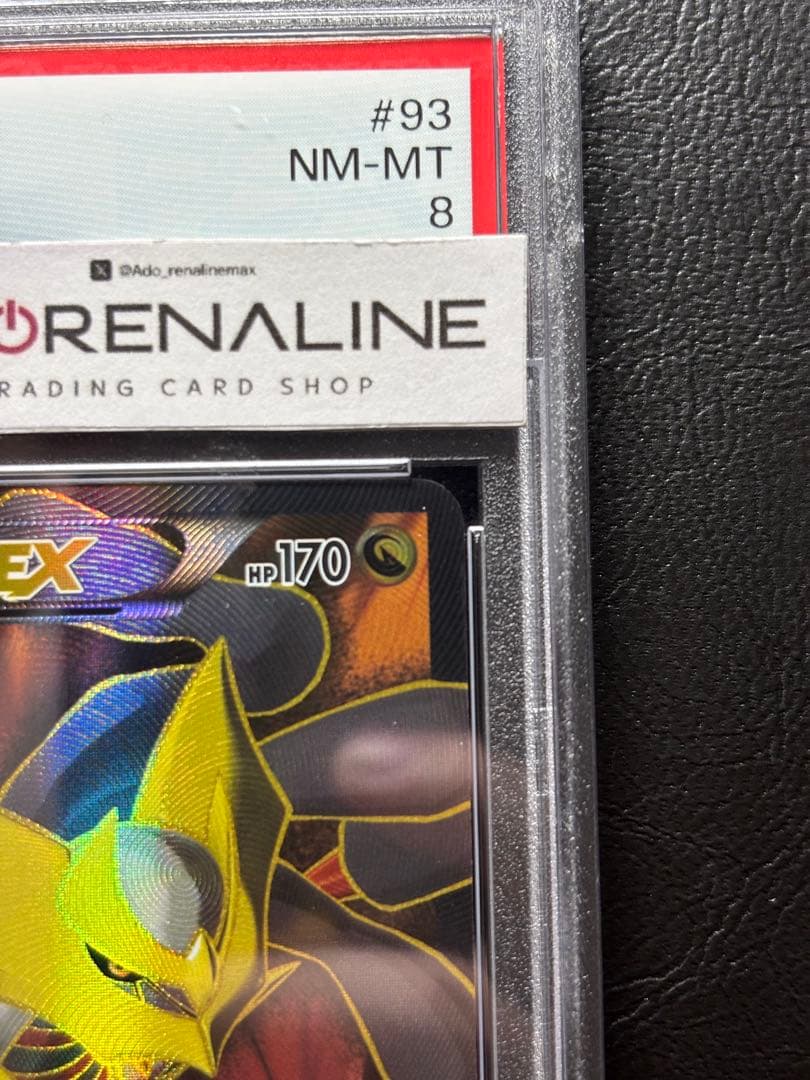 #93
NM-MT
8
@Ado_renalinemax
RENALINE
RADING CARD SHOP
EX
HP170